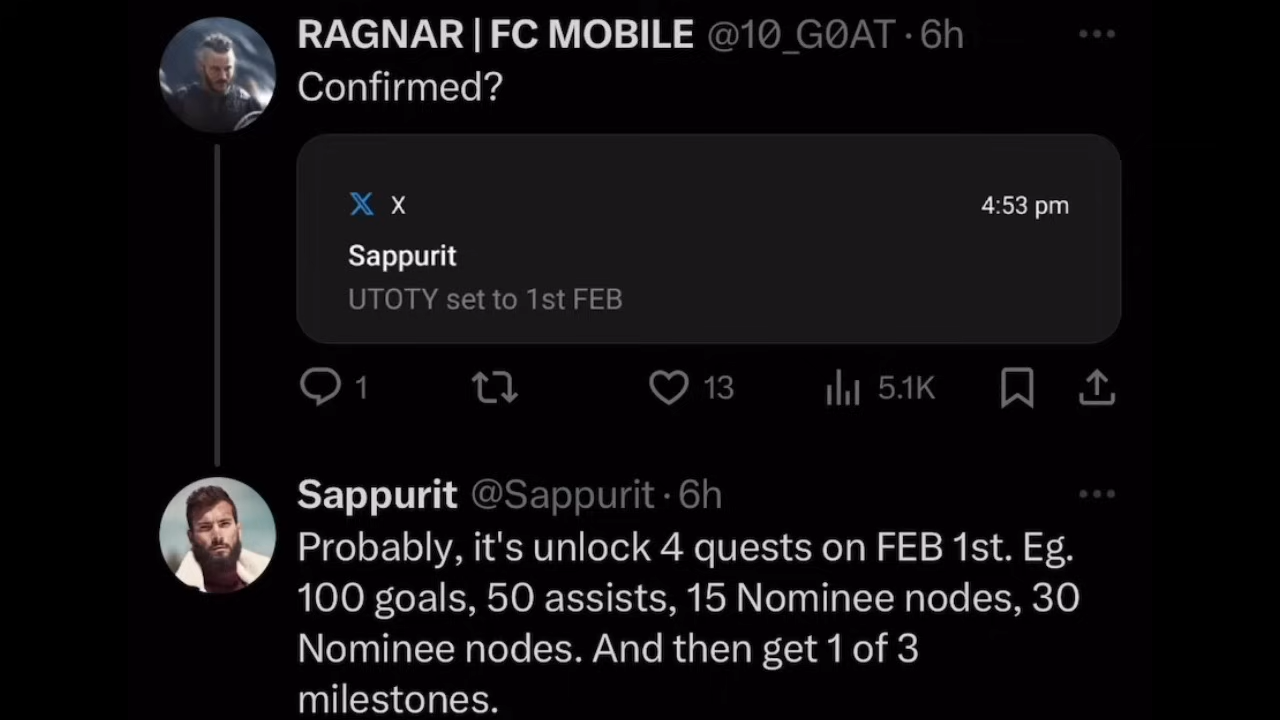 RAGNAR | FC MOBILE @10_G0AT · 6h
Confirmed?
X
4:53 pm
Sappurit
UTOTY set to 1st FEB
1
13
5.1K
Sappurit @Sappurit · 6h
Probably, it's unlock 4 quests on FEB 1st. Eg.
100 goals, 50 assists, 15 Nominee nodes, 30
Nominee nodes. And then get 1 of 3
milestones.